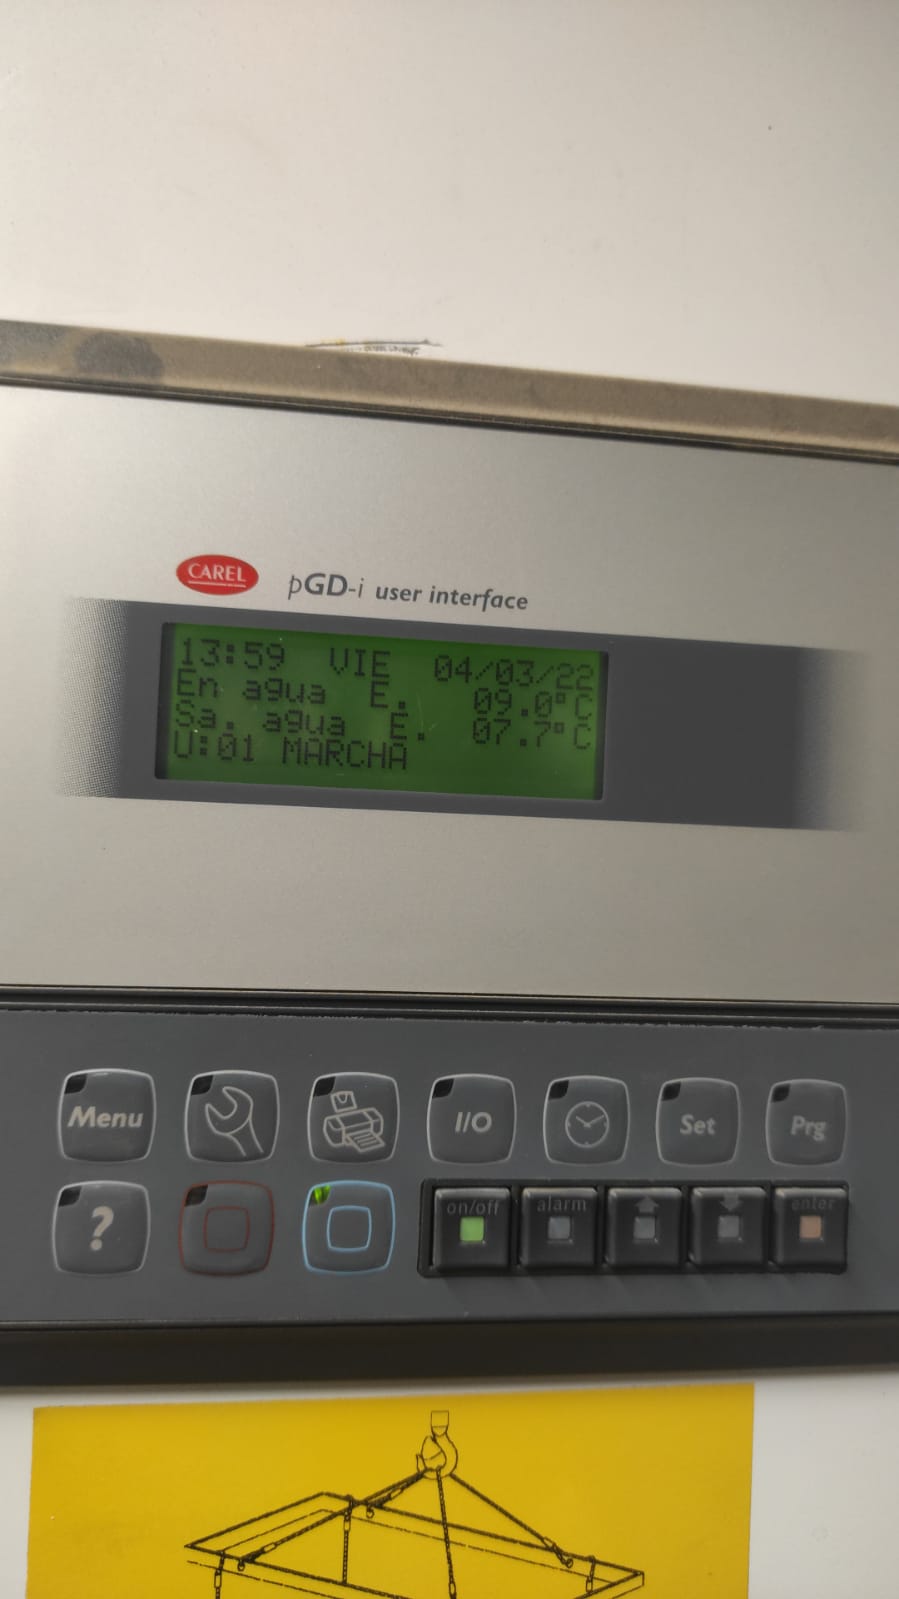 CAREL
pGD-i user interface
13:59 VIE 04/03/22
En agua E. 09.0°C
Sa. agua E. 07.7°C
U:01 MARCHA
Menu
I/O
Set
Prg
?
on/off
alarm
enter